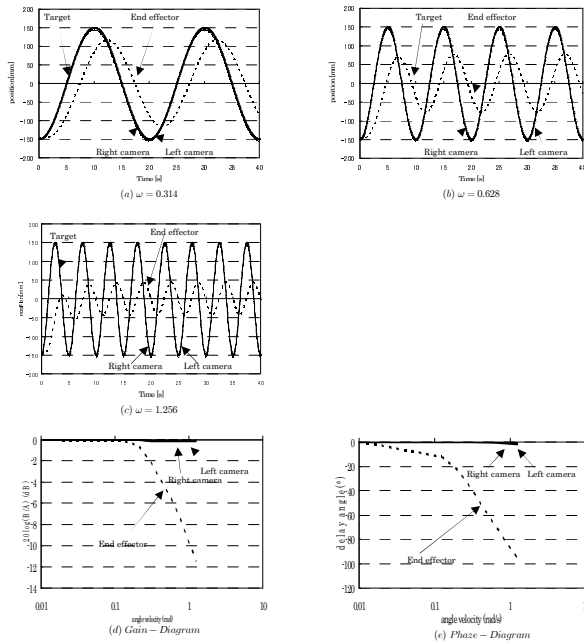 Target
End effector
200
150
100
50
0
-50
-100
-150
-200
position[mm]
Right camera
Left camera
0 5 10 15 20 25 30 35 40
Time [s]
(a) ω = 0.314
Target
End effector
200
150
100
50
0
-50
-100
-150
-200
position[mm]
Right camera
Left camera
0 5 10 15 20 25 30 35 40
Time [s]
(b) ω = 0.628
Target
End effector
200
150
100
50
0
-50
-100
-150
-200
Right camera
Left camera
0 5 10 15 20 25 30 35 40
Time [s]
(c) ω = 1.256
0
-2
-4
-6
-8
-10
-12
-14
20log(B/A) (dB)
Left camera
Right camera
End effector
0.01 0.1 1 10
angle velocity (rad)
(d) Gain-Diagram
0
-20
-40
-60
-80
-100
-120
delay angle(°)
Right camera
Left camera
End effector
0.01 0.1 1
angle velocity (rad/s)
(e) Phaze-Diagram